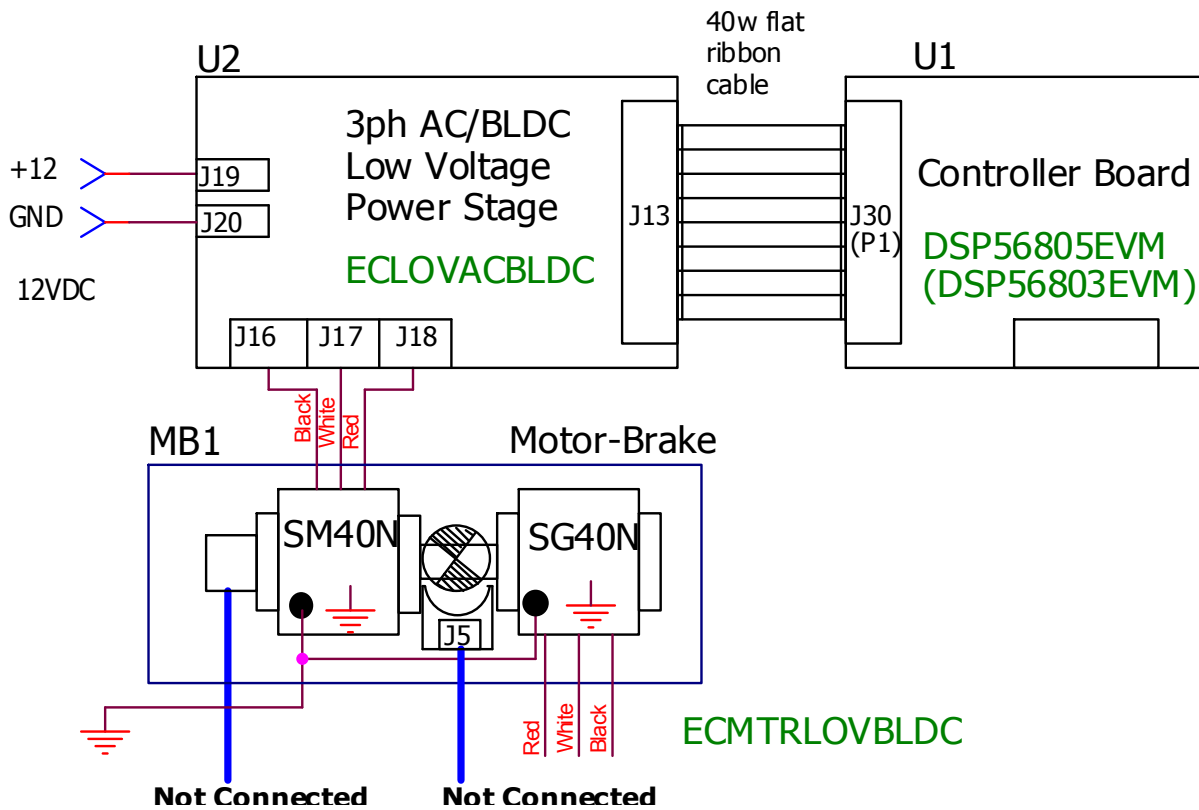 40w flat
ribbon
cable
U2
U1
3ph AC/BLDC
Low Voltage
Power Stage
ECLOVACBLDC
+12
GND
12VDC
J19
J20
J13
J30
(P1)
Controller Board
DSP56805EVM
(DSP56803EVM)
J16
J17
J18
Black
White
Red
MB1
Motor-Brake
SM40N
SG40N
J5
Red
White
Black
ECMTRLOVBLDC
Not Connected
Not Connected